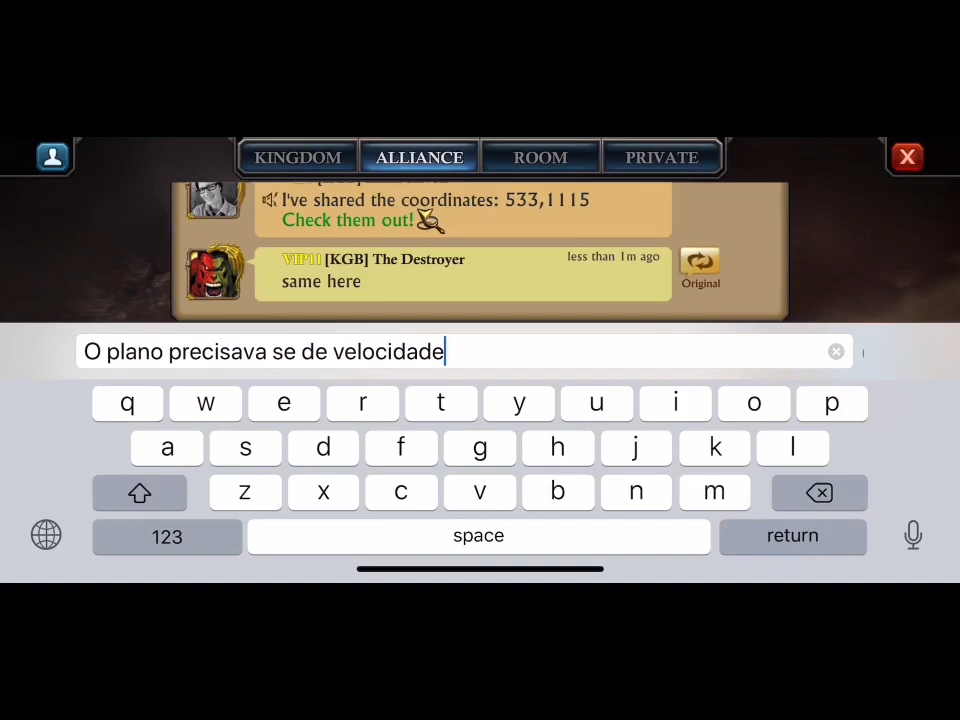 KINGDOM
ALLIANCE
ROOM
PRIVATE
I've shared the coordinates: 533,1115
Check them out!
VIP11 [KGB] The Destroyer
less than 1m ago
same here
Original
O plano precisava se de velocidade
q w e r t y u i o p
a s d f g h j k l
z x c v b n m
123
space
return